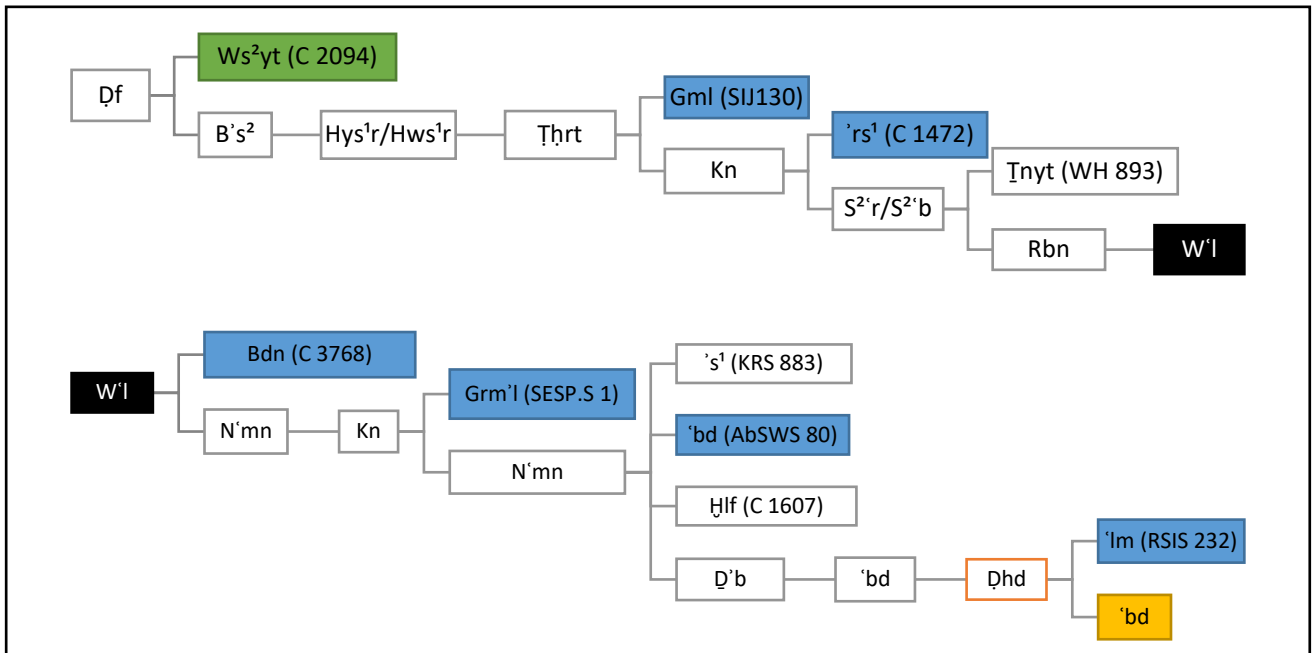 Ws²yt (C 2094)
Ḍf
Bʾs²
Hys¹r/Hws¹r
Ṭḥrt
Gml (SIJ130)
Kn
ʾrs¹ (C 1472)
S²ʿr/S²ʿb
Ṯnyt (WH 893)
Rbn
Wʿl
Wʿl
Bdn (C 3768)
Nʿmn
Kn
Grmʾl (SESP.S 1)
Nʿmn
ʾs¹ (KRS 883)
ʿbd (AbSWS 80)
Ḫlf (C 1607)
Ḏʾb
ʿbd
Ḍhd
ʿlm (RSIS 232)
ʿbd